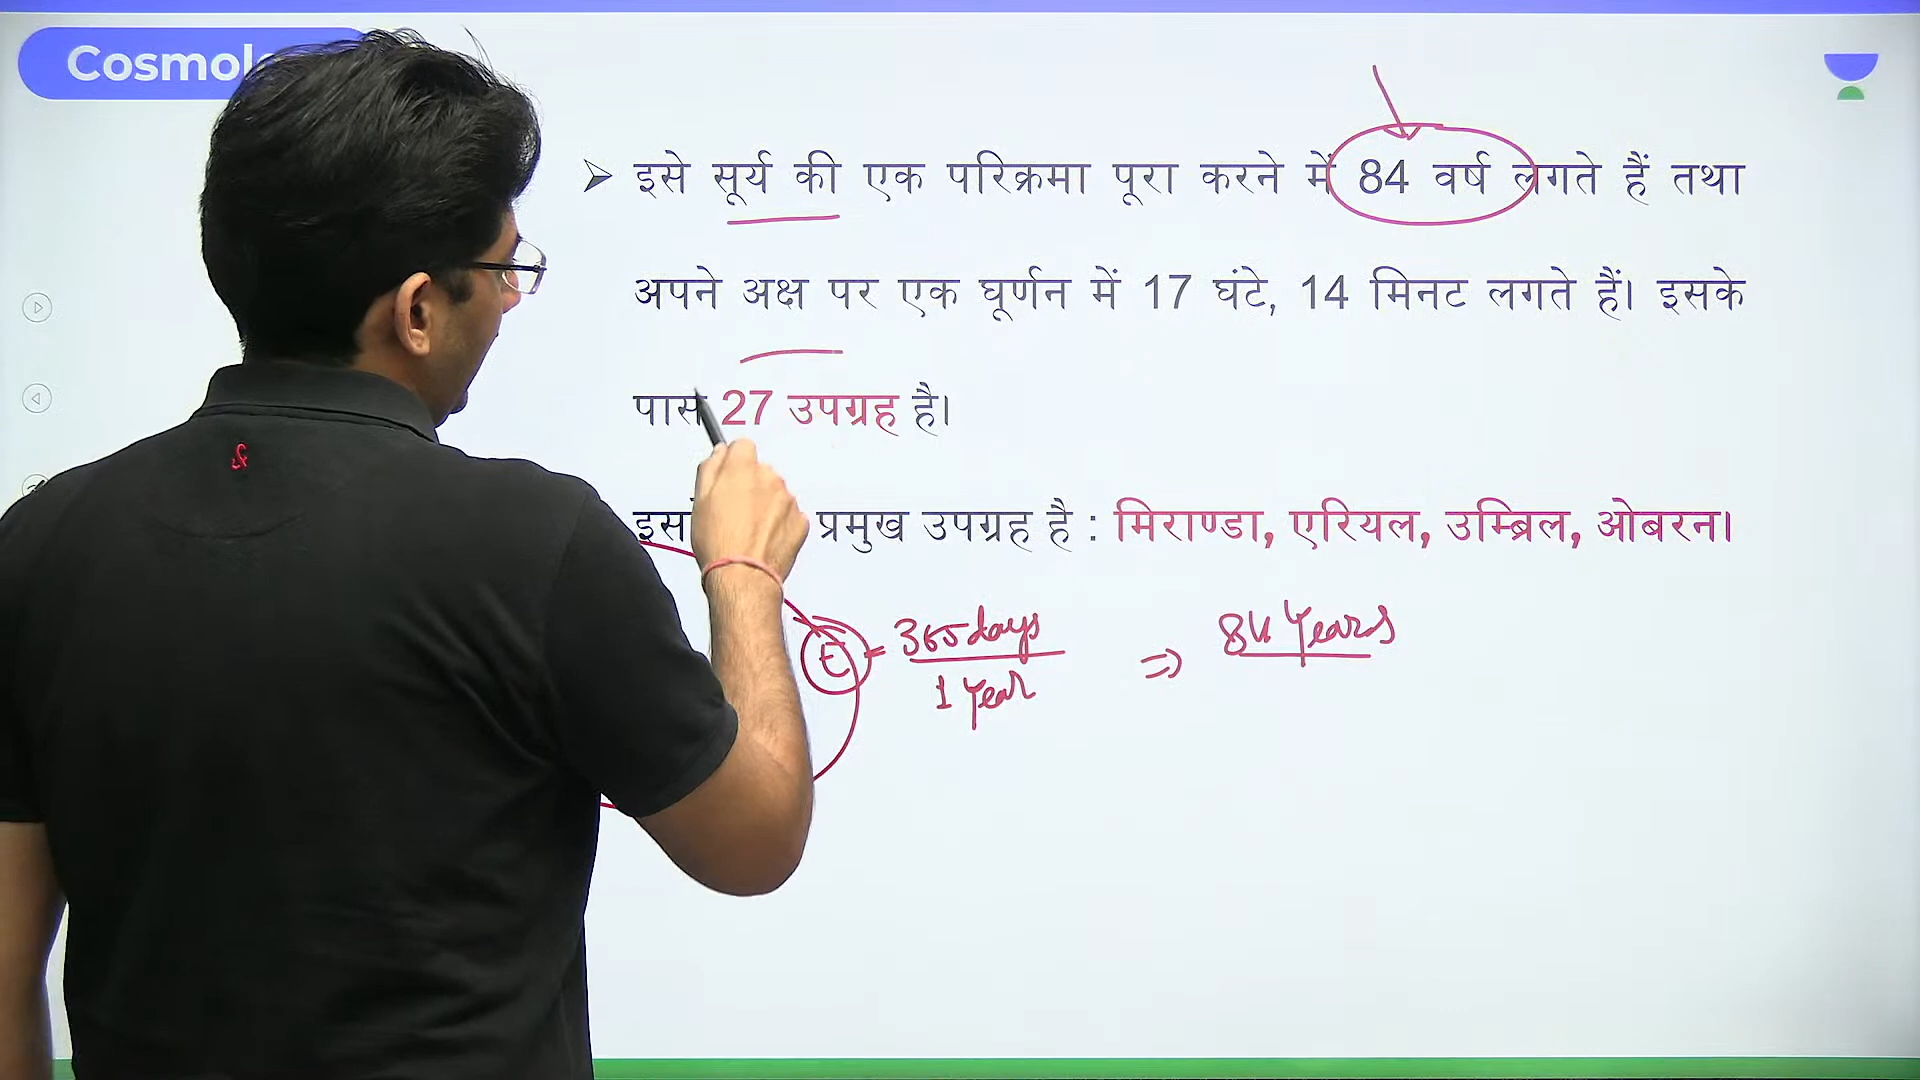 Cosmol
इसे सूर्य की एक परिक्रमा पूरा करने में 84 वर्ष लगते हैं तथा
अपने अक्ष पर एक घूर्णन में 17 घंटे, 14 मिनट लगते हैं। इसके
पास 27 उपग्रह है।
प्रमुख उपग्रह है : मिराण्डा, एरियल, उम्ब्रिल, ओबरन।
E = 365 days ⇒ 84 Years
1 Year